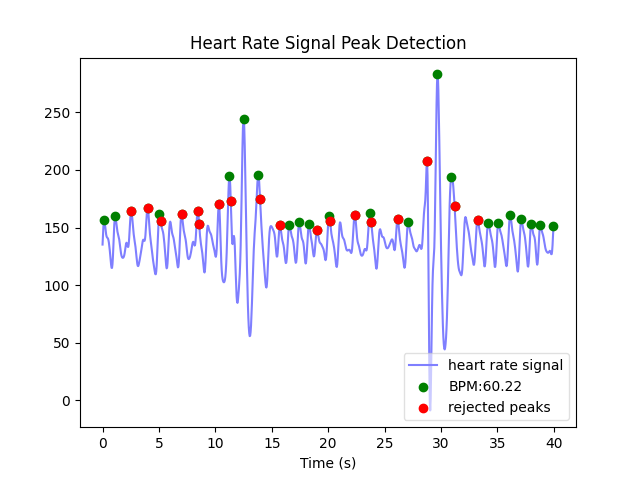 Heart Rate Signal Peak Detection
250
200
150
100
50
0
0 5 10 15 20 25 30 35 40
Time (s)
heart rate signal
BPM:60.22
rejected peaks